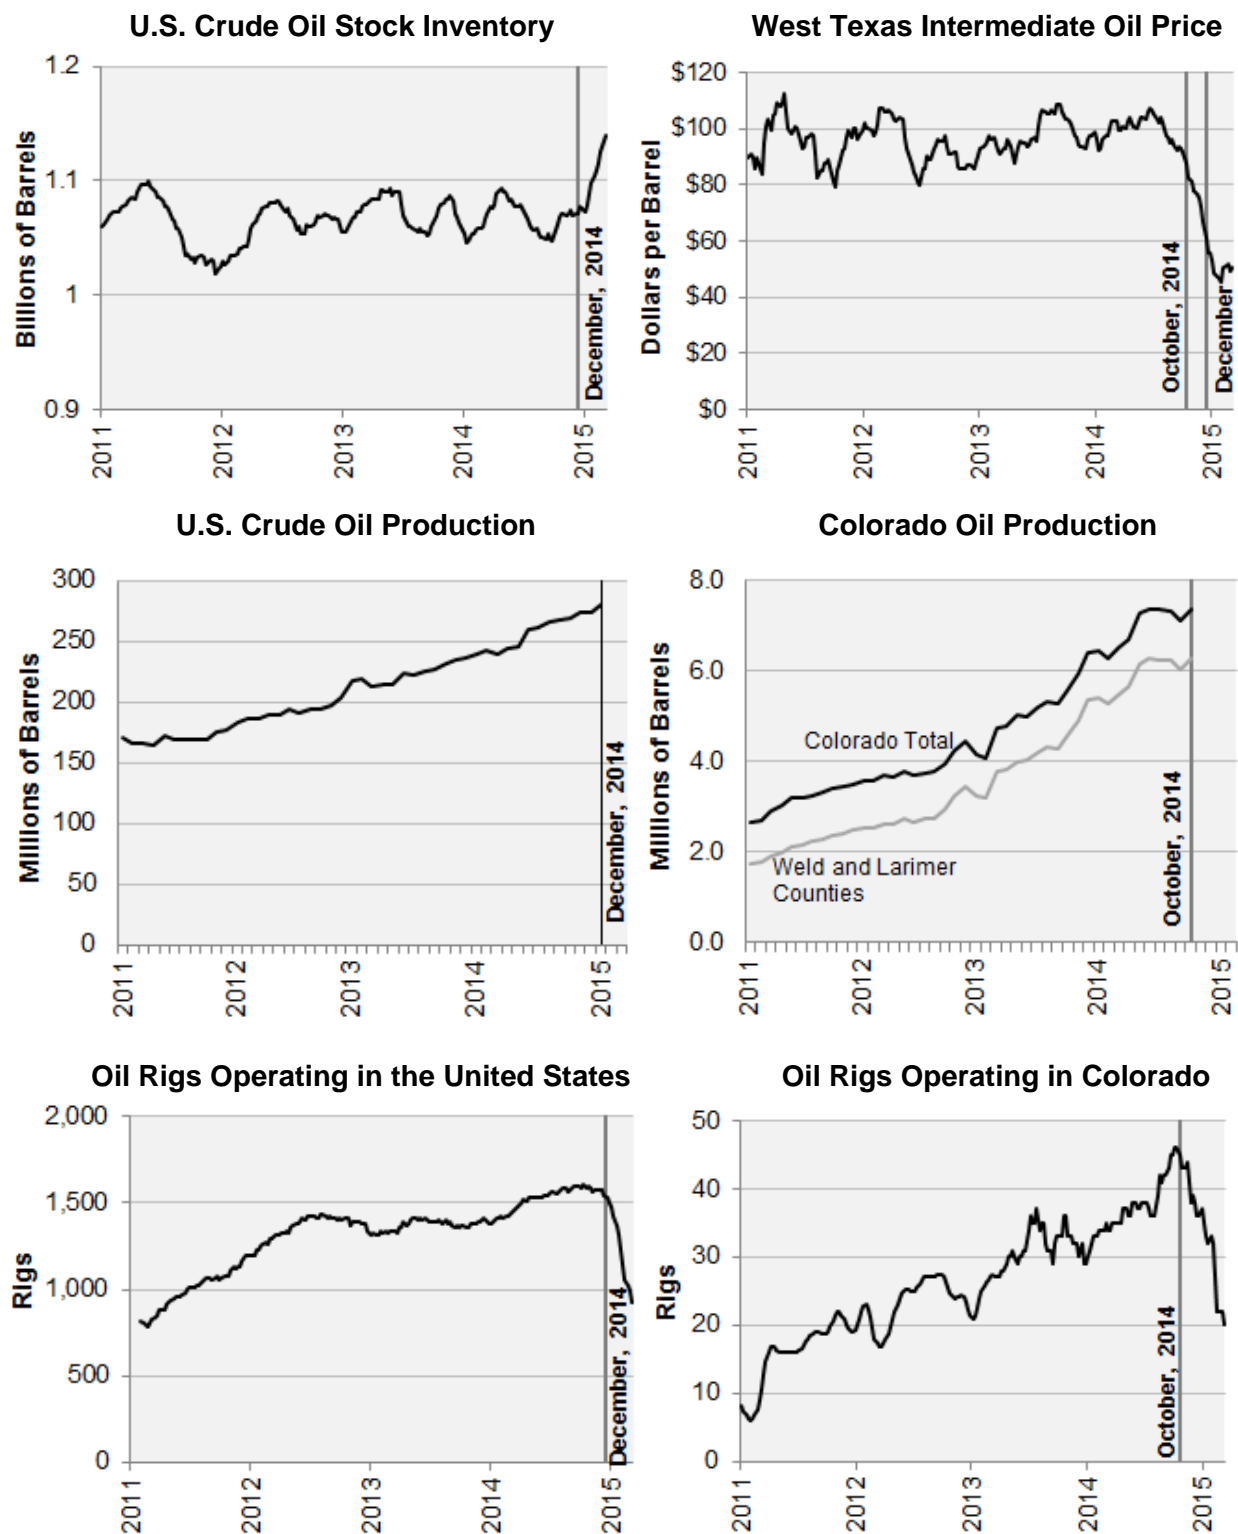 U.S. Crude Oil Stock Inventory
1.2
1.1
1
0.9
Billions of Barrels
December, 2014
2011
2012
2013
2014
2015
West Texas Intermediate Oil Price
$120
$100
$80
$60
$40
$20
$0
Dollars per Barrel
October, 2014
December
2011
2012
2013
2014
2015
U.S. Crude Oil Production
300
250
200
150
100
50
0
Millions of Barrels
December, 2014
2011
2012
2013
2014
2015
Colorado Oil Production
8.0
6.0
4.0
2.0
0.0
Millions of Barrels
Colorado Total
Weld and Larimer
Counties
October, 2014
2011
2012
2013
2014
2015
Oil Rigs Operating in the United States
2,000
1,500
1,000
500
0
Rigs
December, 2014
2011
2012
2013
2014
2015
Oil Rigs Operating in Colorado
50
40
30
20
10
0
Rigs
October, 2014
2011
2012
2013
2014
2015